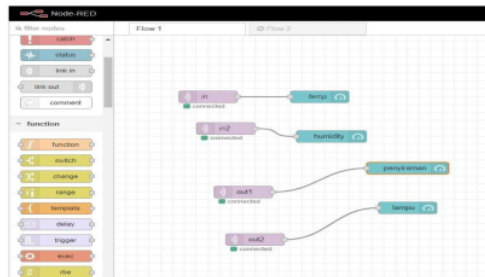 Node-RED
filter nodes
Flow 1
Flow 2
catch
status
link in
link out
comment
function
function
switch
change
range
template
delay
trigger
exec
rbe
in
connected
temp
in2
connected
humidity
out1
connected
penyiraman
out2
connected
lampu